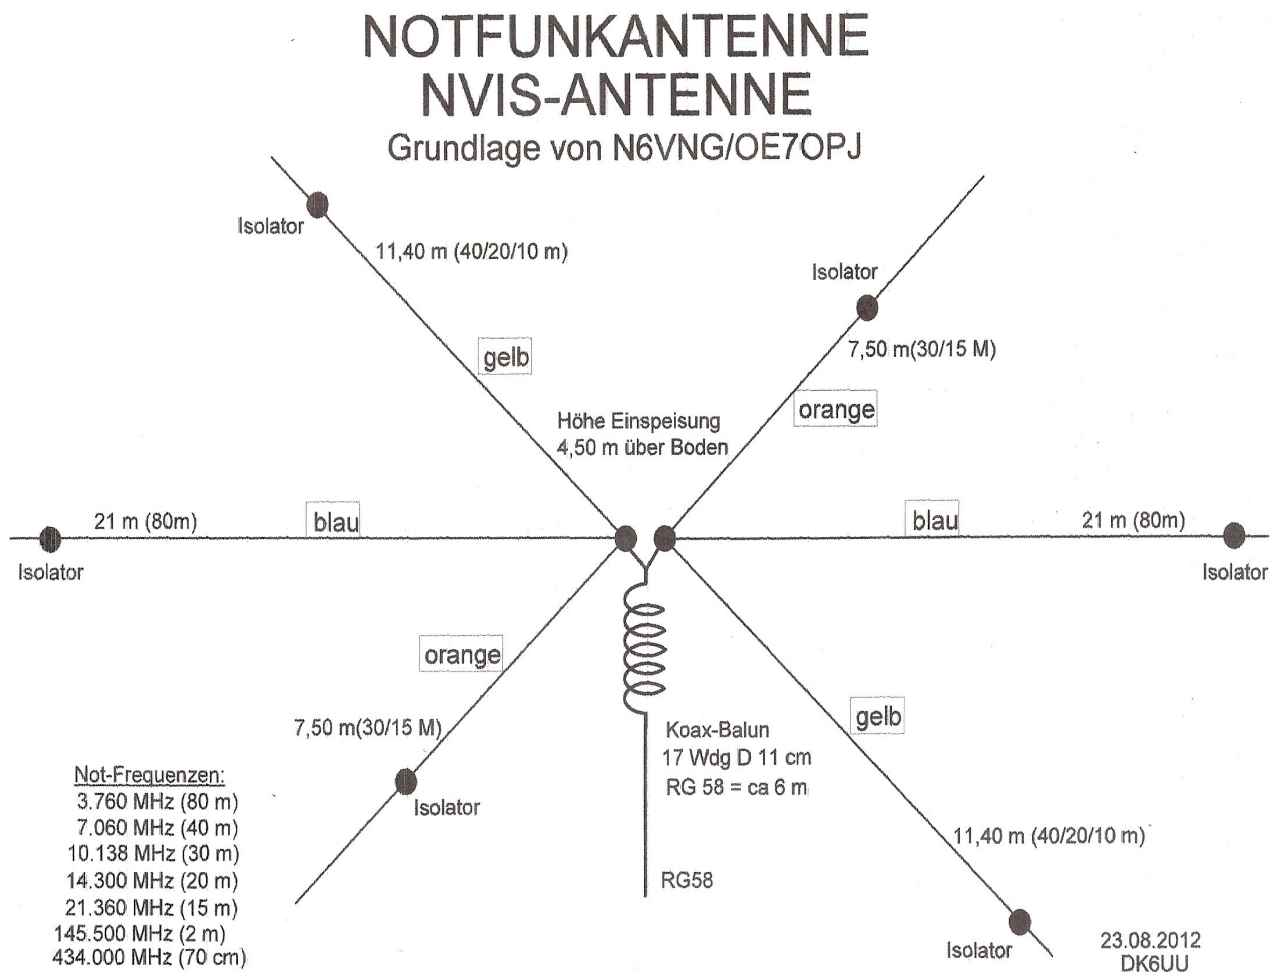 NOTFUNKANTENNE
NVIS-ANTENNE
Grundlage von N6VNG/OE7OPJ
Isolator
11,40 m (40/20/10 m)
Isolator
7,50 m(30/15 M)
gelb
orange
Höhe Einspeisung
4,50 m über Boden
21 m (80m)
blau
blau
21 m (80m)
Isolator
Isolator
orange
gelb
7,50 m(30/15 M)
Koax-Balun
17 Wdg D 11 cm
RG 58 = ca 6 m
Isolator
Not-Frequenzen:
3.760 MHz (80 m)
7.060 MHz (40 m)
10.138 MHz (30 m)
14.300 MHz (20 m)
21.360 MHz (15 m)
145.500 MHz (2 m)
434.000 MHz (70 cm)
11,40 m (40/20/10 m)
RG58
Isolator
23.08.2012
DK6UU